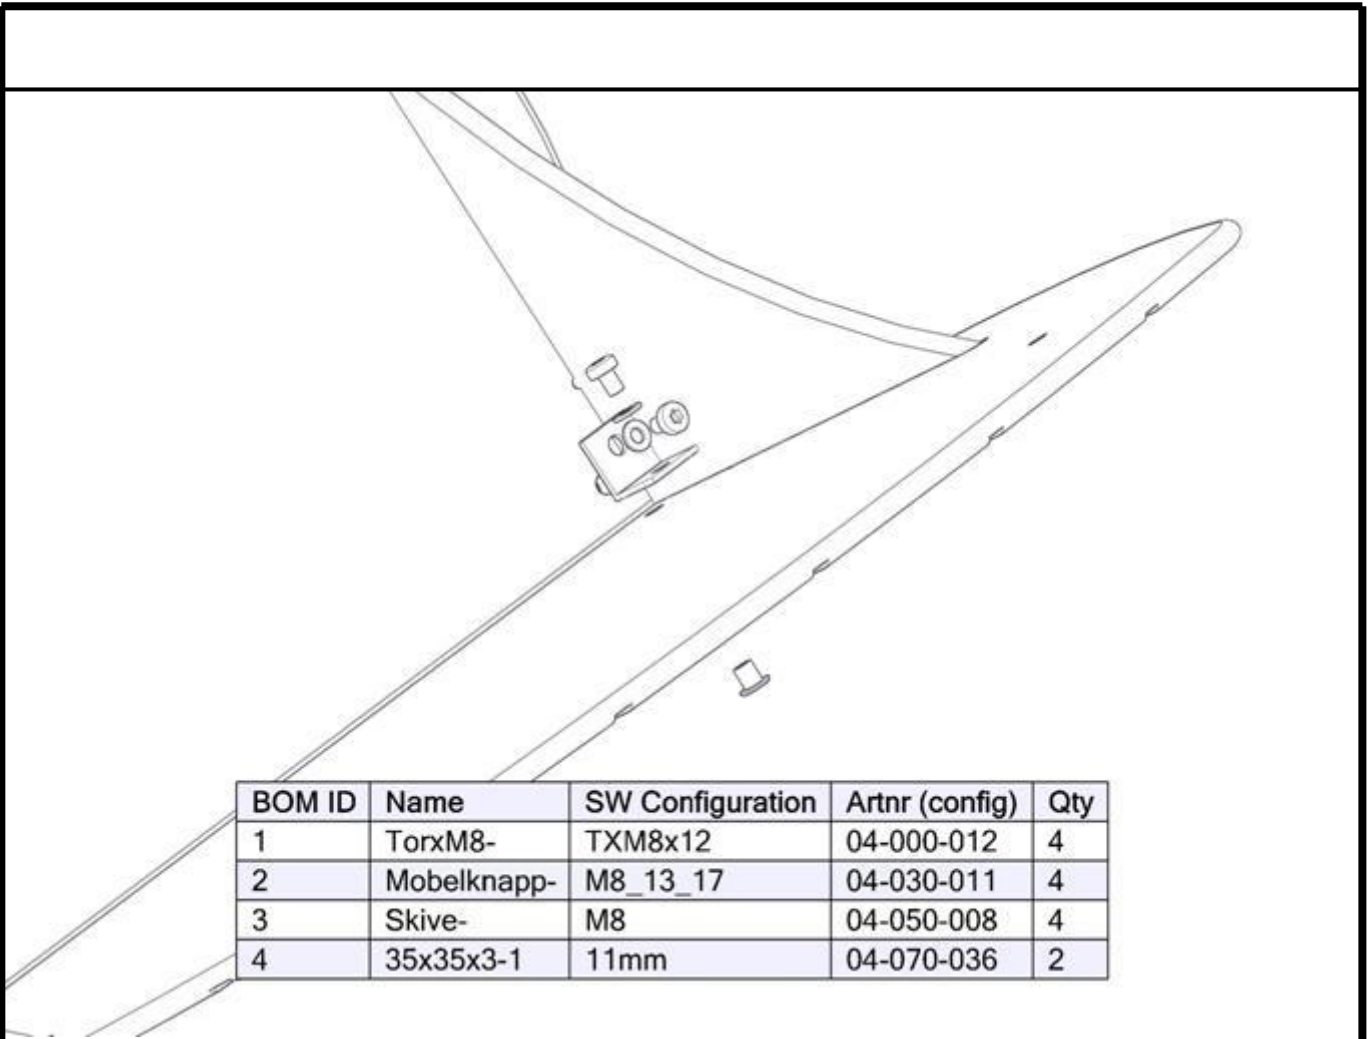 BOM ID Name SW Configuration Artnr (config) Qty
1 TorxM8- TXM8x12 04-000-012 4
2 Mobelknapp- M8_13_17 04-030-011 4
3 Skive- M8 04-050-008 4
4 35x35x3-1 11mm 04-070-036 2